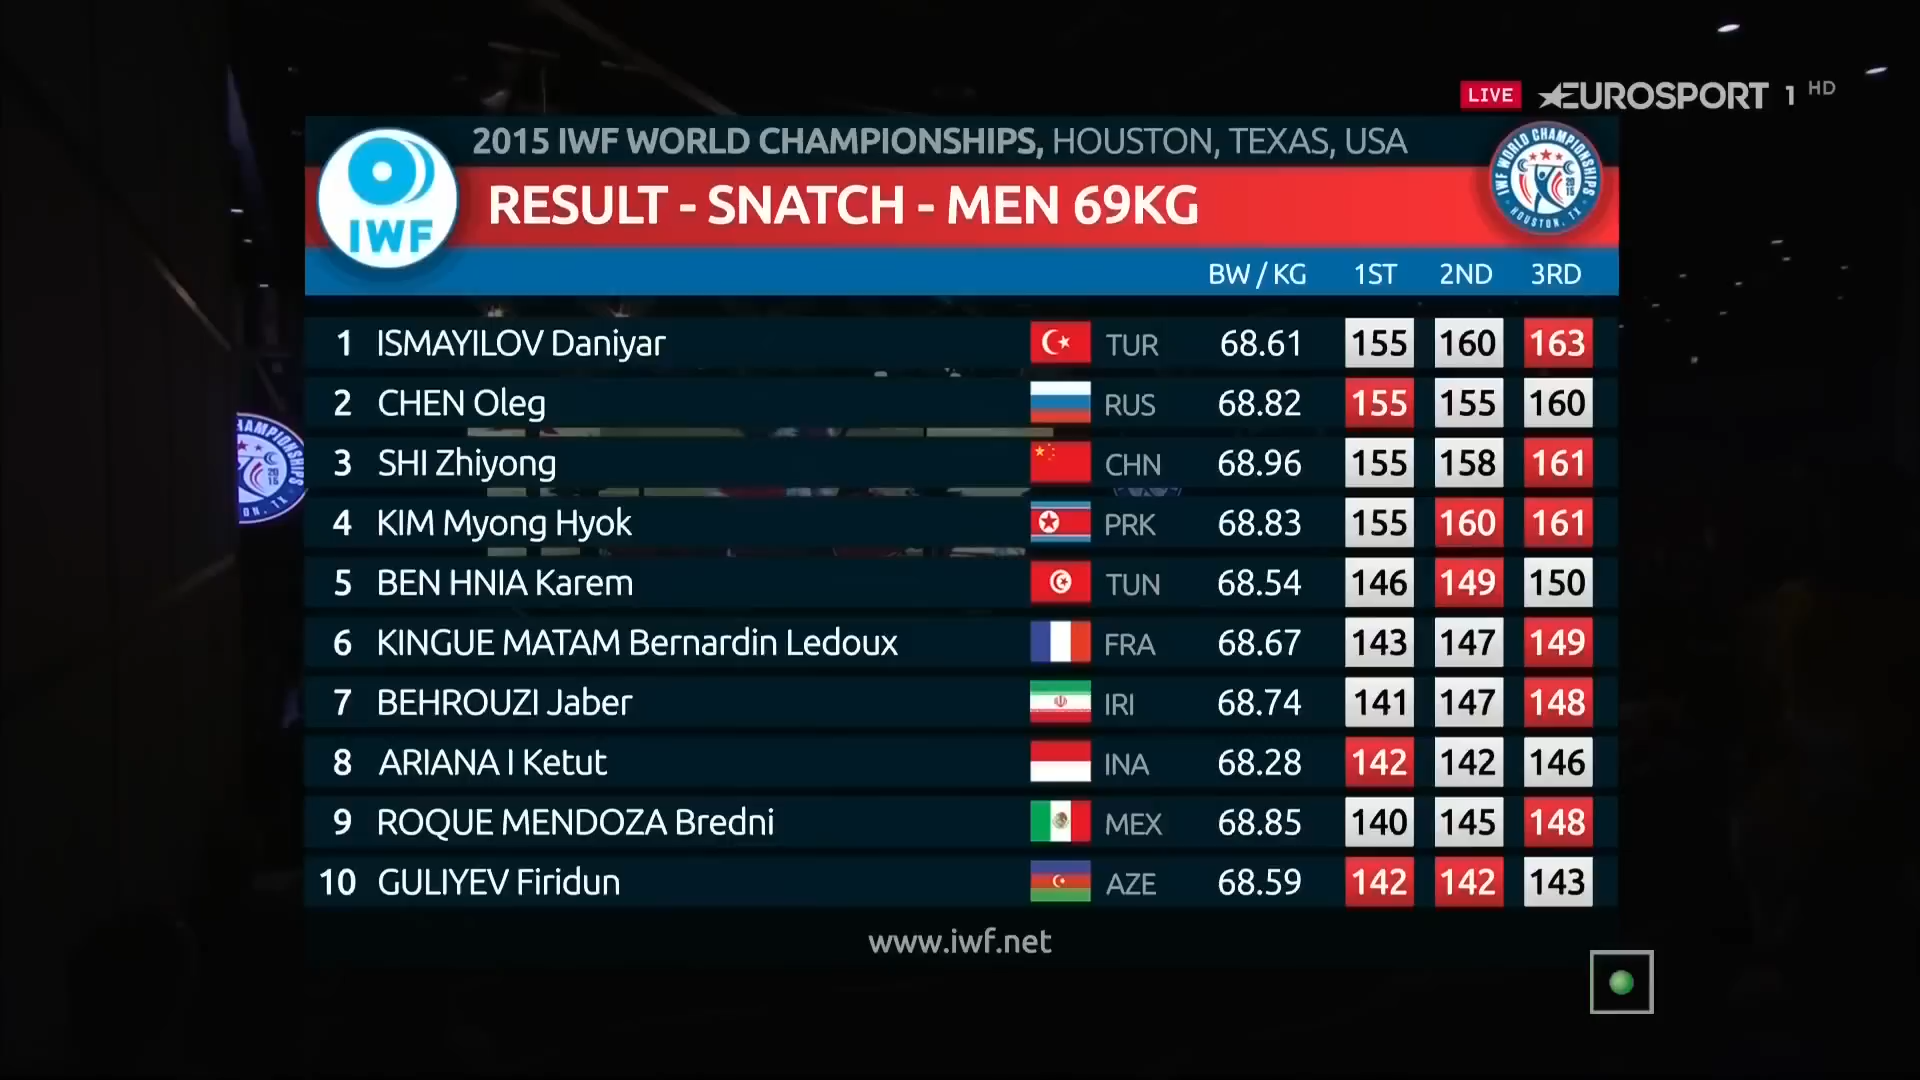 LIVE EUROSPORT 1 HD
2015 IWF WORLD CHAMPIONSHIPS, HOUSTON, TEXAS, USA
IWF
RESULT - SNATCH - MEN 69KG
IWF WORLD CHAMPIONSHIPS
2015
HOUSTON, TX
BW / KG 1ST 2ND 3RD
1 ISMAYILOV Daniyar TUR 68.61 155 160 163
2 CHEN Oleg RUS 68.82 155 155 160
3 SHI Zhiyong CHN 68.96 155 158 161
4 KIM Myong Hyok PRK 68.83 155 160 161
5 BEN HNIA Karem TUN 68.54 146 149 150
6 KINGUE MATAM Bernardin Ledoux FRA 68.67 143 147 149
7 BEHROUZI Jaber IRI 68.74 141 147 148
8 ARIANA I Ketut INA 68.28 142 142 146
9 ROQUE MENDOZA Bredni MEX 68.85 140 145 148
10 GULIYEV Firidun AZE 68.59 142 142 143
www.iwf.net